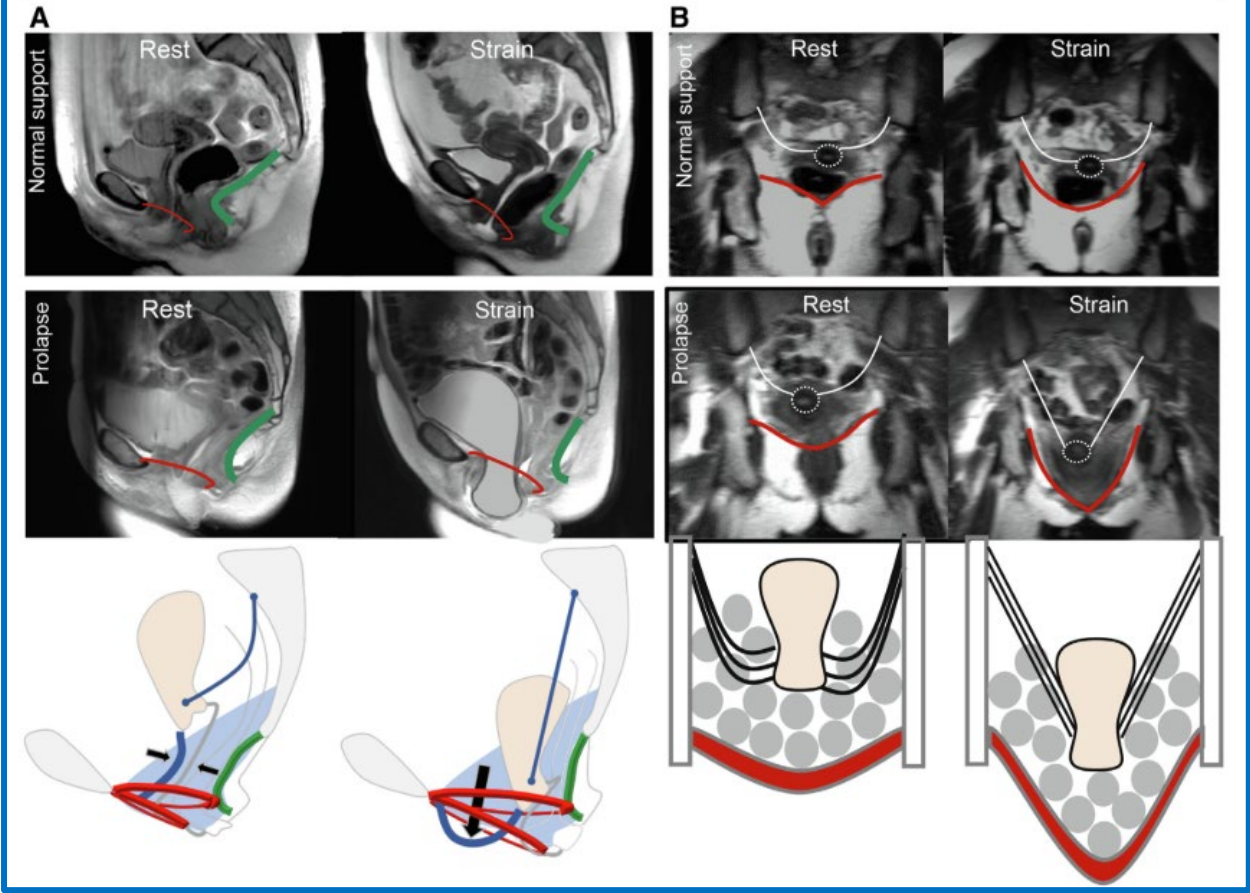 A
B
Normal support
Rest
Strain
Normal support
Rest
Strain
Prolapse
Rest
Strain
Prolapse
Rest
Strain